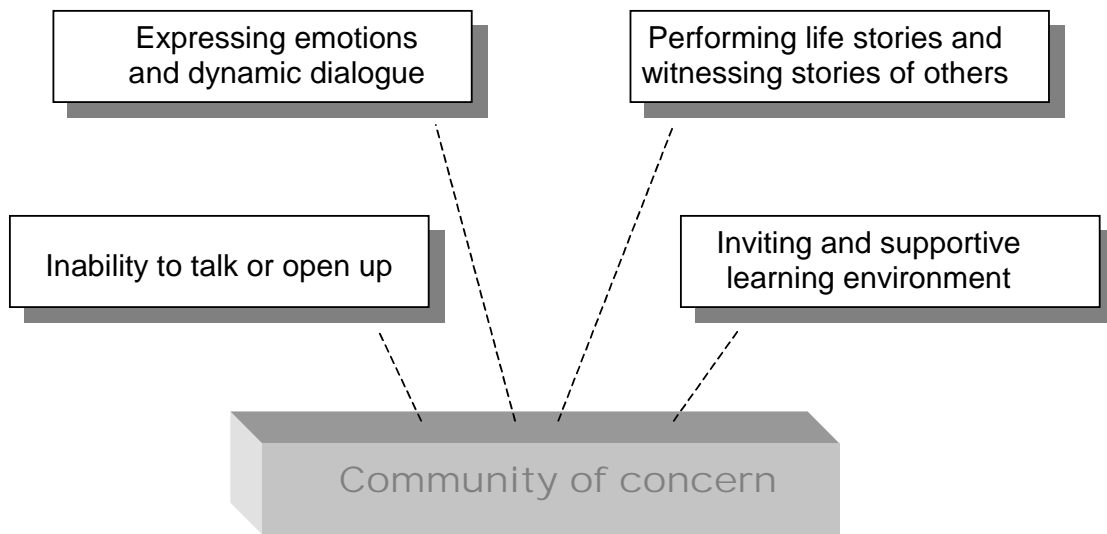 Expressing emotions
and dynamic dialogue
Performing life stories and
witnessing stories of others
Inability to talk or open up
Inviting and supportive
learning environment
Community of concern